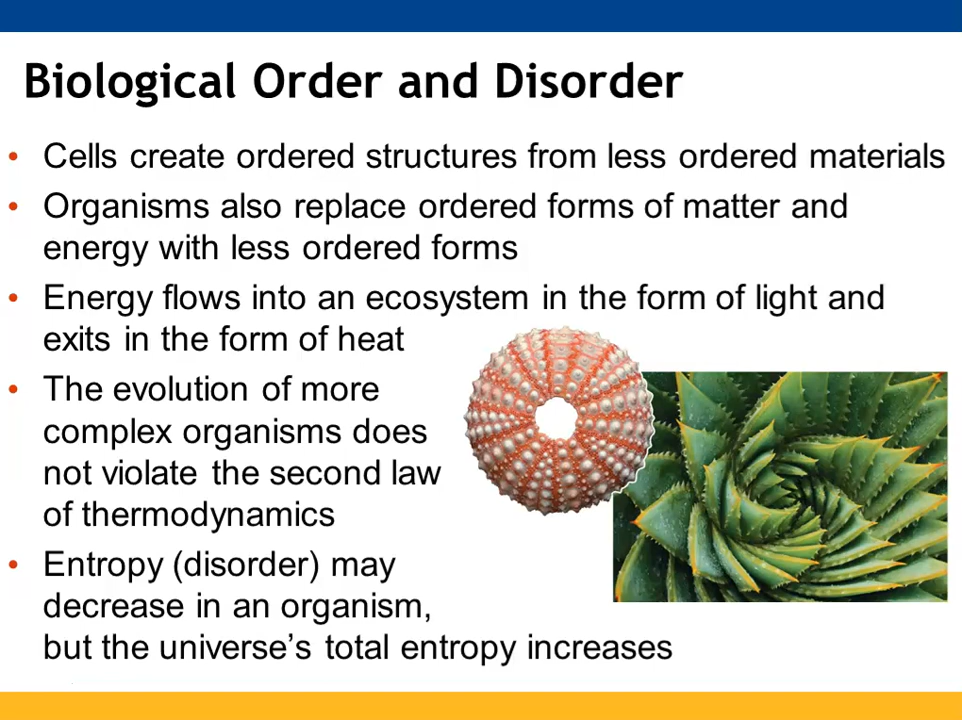 Biological Order and Disorder
• Cells create ordered structures from less ordered materials
• Organisms also replace ordered forms of matter and
energy with less ordered forms
• Energy flows into an ecosystem in the form of light and
exits in the form of heat
• The evolution of more
complex organisms does
not violate the second law
of thermodynamics
• Entropy (disorder) may
decrease in an organism,
but the universe’s total entropy increases